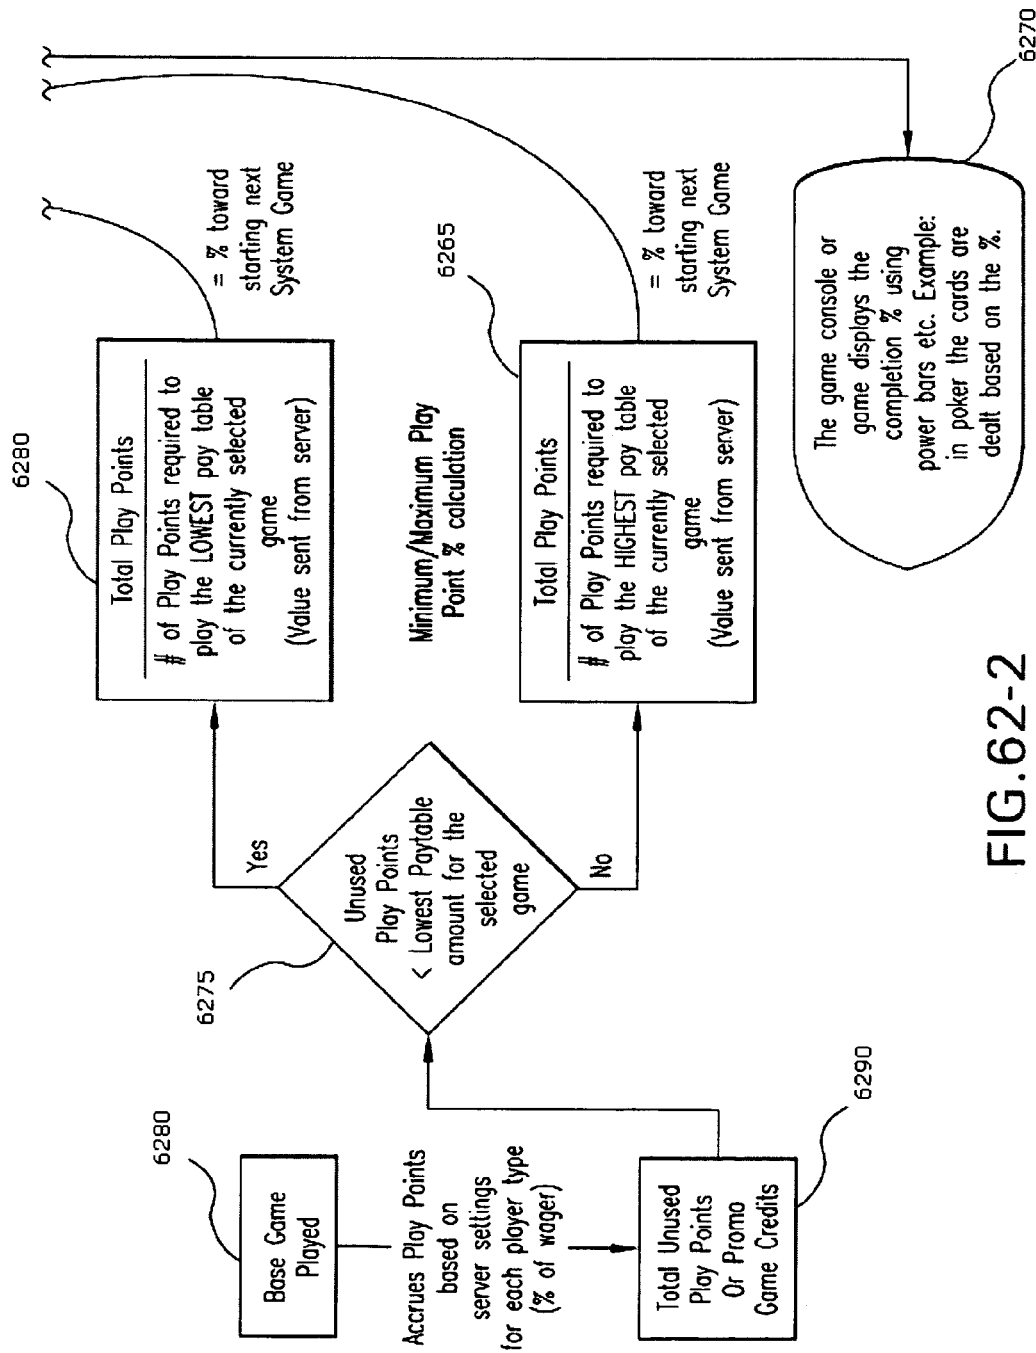 6280
Base Game
Played
Accrues Play Points
based on
server settings
for each player type
(% of wager)
Total Unused
Play Points
Or Promo
Game Credits
6290
6275
Unused
Play Points
< Lowest Paytable
amount for the
selected
game
Yes
No
6280
Total Play Points
# of Play Points required to
play the LOWEST pay table
of the currently selected
game
(Value sent from server)
= % toward
starting next
System Game
Minimum/Maximum Play
Point % calculation
6265
Total Play Points
# of Play Points required to
play the HIGHEST pay table
of the currently selected
game
(Value sent from server)
= % toward
starting next
System Game
The game console or
game displays the
completion % using
power bars etc. Example:
in poker the cards are
dealt based on the %.
6270
FIG.62-2